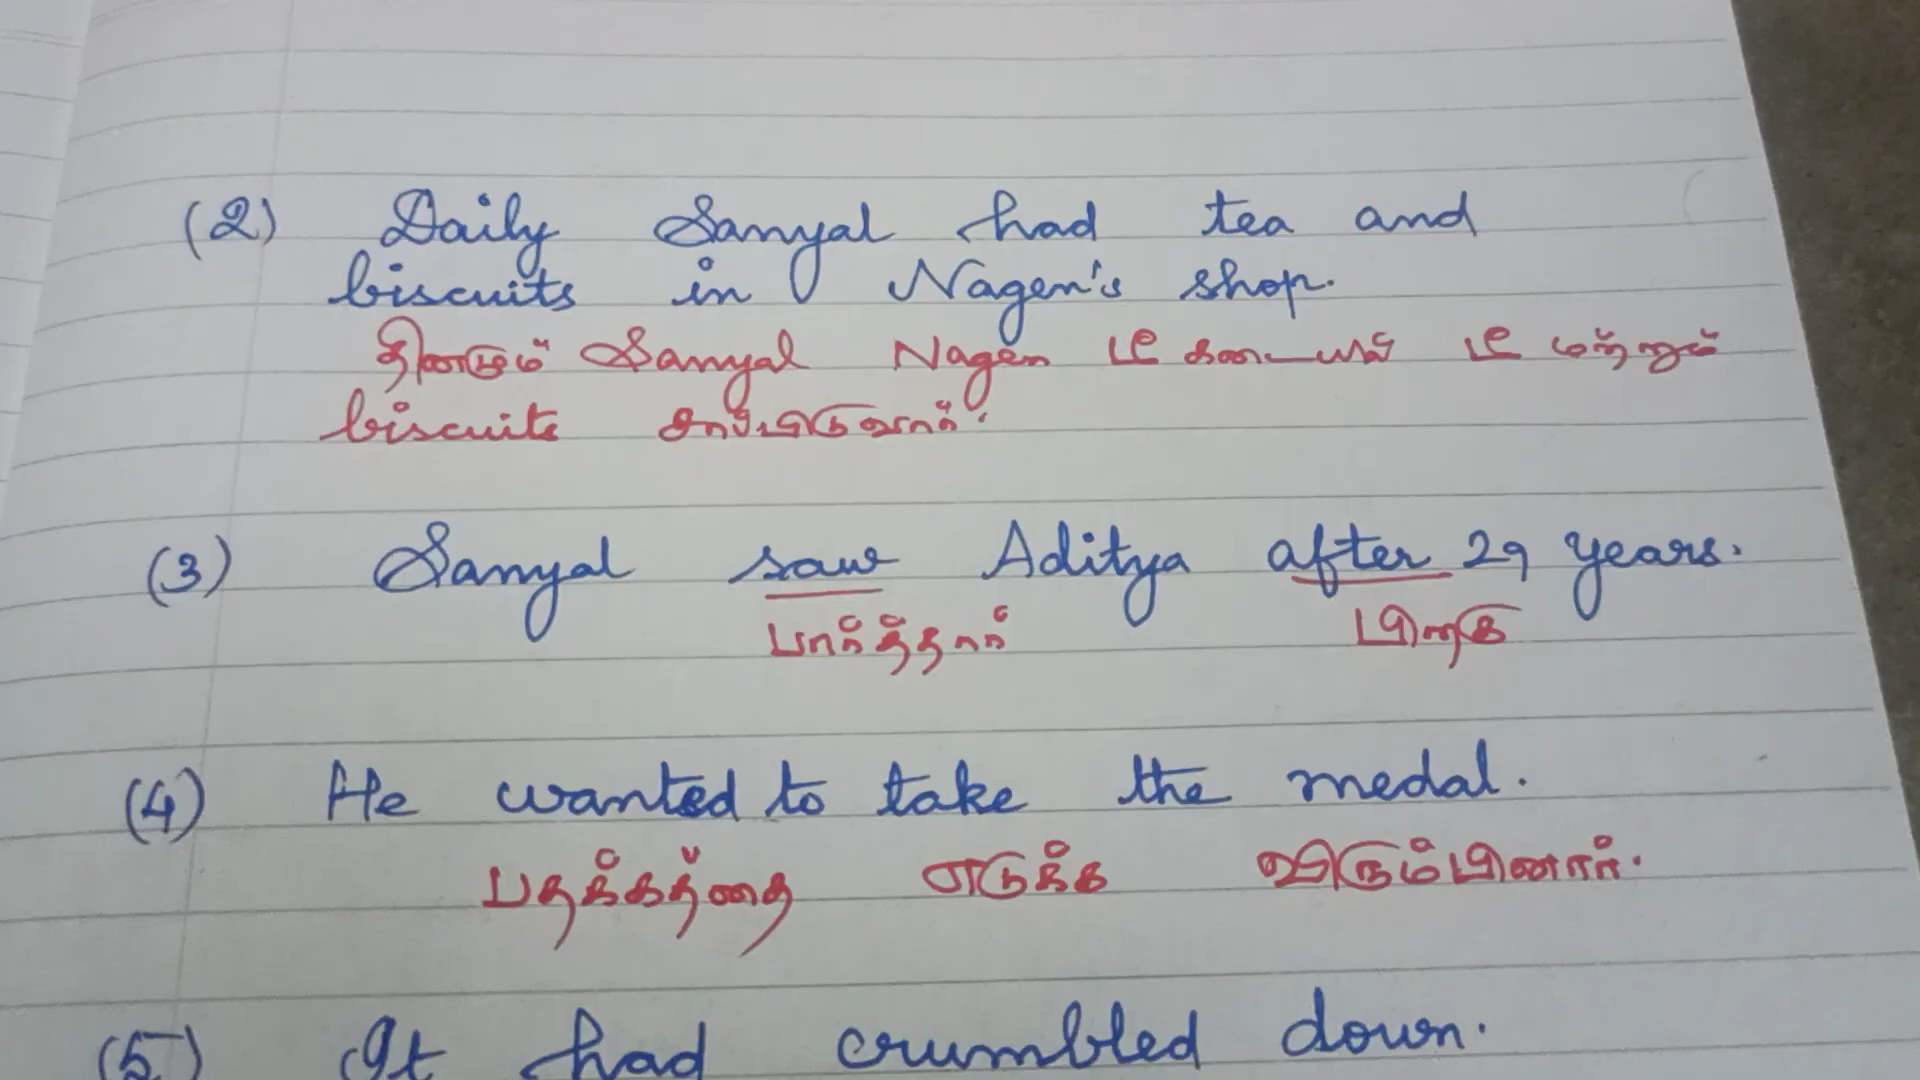 (2) Daily Sanyal had tea and
biscuits in Nagen's shop.
தினமும் Sanyal Nagen டீ கடையில் டீ மற்றும்
biscuits சாப்பிடுவார்.
(3) Sanyal saw Aditya after 29 years.
பார்த்தார் பிறகு
(4) He wanted to take the medal.
பதக்கத்தை எடுக்க விரும்பினார்.
(5) It had crumbled down.